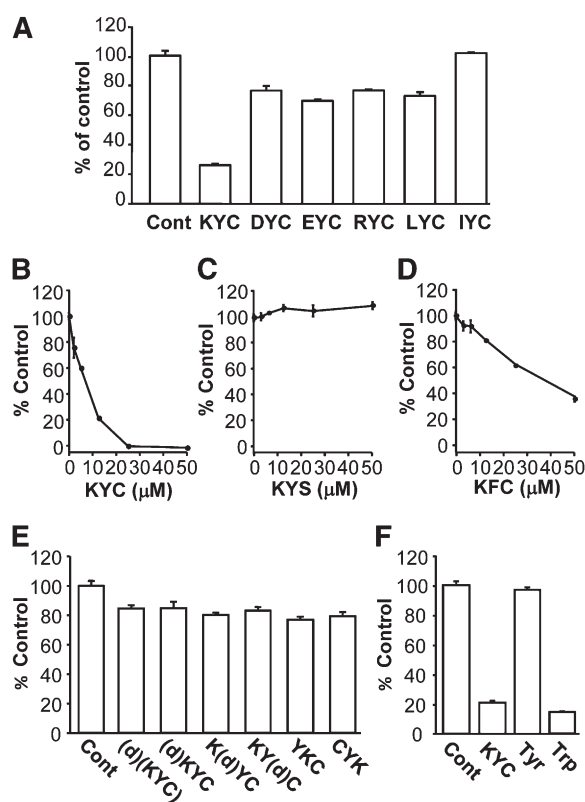 A
% of control
120
100
80
60
40
20
0
Cont KYC DYC EYC RYC LYC IYC
B
% Control
120
100
80
60
40
20
0
0 10 20 30 40 50
KYC (µM)
C
% Control
120
100
80
60
40
20
0
0 10 20 30 40 50
KYS (µM)
D
% Control
120
100
80
60
40
20
0
0 10 20 30 40 50
KFC (µM)
E
% Control
120
100
80
60
40
20
0
Cont (d)(KYC) (d)KYC K(d)YC KY(d)C YKC CYK
F
% Control
120
100
80
60
40
20
0
Cont KYC Tyr Trp